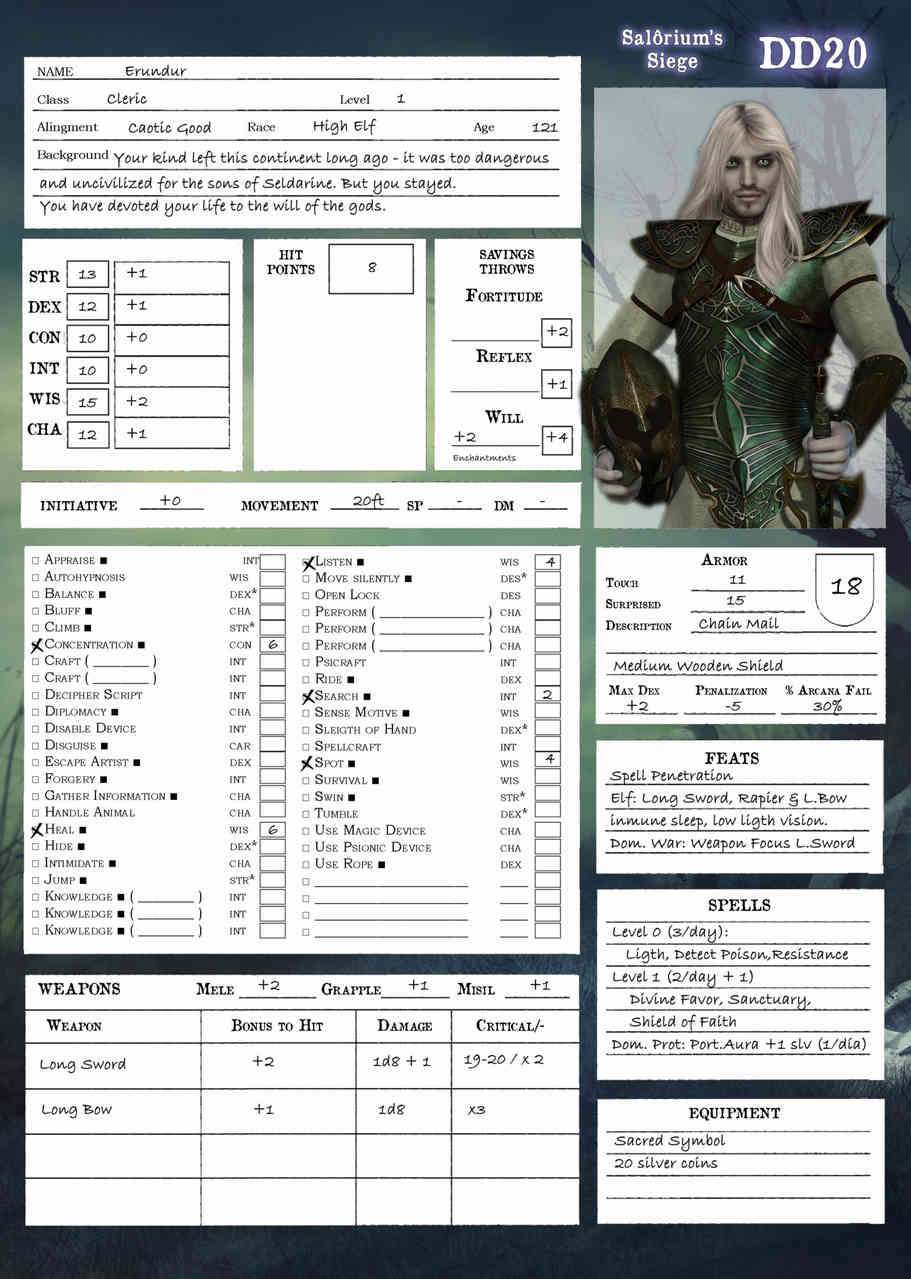 Salôrium's
Siege
DD20
NAME Erundur
Class Cleric Level 1
Alingment Caotic Good Race High Elf Age 121
Background Your kind left this continent long ago - it was too dangerous
and uncivilized for the sons of Seldarine. But you stayed.
You have devoted your life to the will of the gods.
STR 13 +1
DEX 12 +1
CON 10 +0
INT 10 +0
WIS 15 +2
CHA 12 +1
HIT
POINTS 8
SAVINGS
THROWS
FORTITUDE
+2
REFLEX
+1
WILL
+2 +4
Enchantments
INITIATIVE +0 MOVEMENT 20ft SP - DM -
□ APPRAISE ■ INT
□ AUTOHYPNOSIS WIS
□ BALANCE ■ DEX*
□ BLUFF ■ CHA
□ CLIMB ■ STR*
✗ CONCENTRATION ■ CON 6
□ CRAFT ( ________ ) INT
□ CRAFT ( ________ ) INT
□ DECIPHER SCRIPT INT
□ DIPLOMACY ■ CHA
□ DISABLE DEVICE INT
□ DISGUISE ■ CAR
□ ESCAPE ARTIST ■ DEX
□ FORGERY ■ INT
□ GATHER INFORMATION ■ CHA
□ HANDLE ANIMAL CHA
✗ HEAL ■ WIS 6
□ HIDE ■ DEX*
□ INTIMIDATE ■ CHA
□ JUMP ■ STR*
□ KNOWLEDGE ■ ( ________ ) INT
□ KNOWLEDGE ■ ( ________ ) INT
□ KNOWLEDGE ■ ( ________ ) INT
✗ LISTEN ■ WIS 4
□ MOVE SILENTLY ■ DES*
□ OPEN LOCK DES
□ PERFORM ( ________ ) CHA
□ PERFORM ( ________ ) CHA
□ PERFORM ( ________ ) CHA
□ PSICRAFT INT
□ RIDE ■ DEX
✗ SEARCH ■ INT 2
□ SENSE MOTIVE ■ WIS
□ SLEIGTH OF HAND DEX*
□ SPELLCRAFT INT
✗ SPOT ■ WIS 4
□ SURVIVAL ■ WIS
□ SWIN ■ STR*
□ TUMBLE DEX*
□ USE MAGIC DEVICE CHA
□ USE PSIONIC DEVICE CHA
□ USE ROPE ■ DEX
ARMOR
TOUCH 11
SURPRISED 15
18
DESCRIPTION Chain Mail
Medium Wooden Shield
MAX DEX PENALIZATION % ARCANA FAIL
+2 -5 30%
FEATS
Spell Penetration
Elf: Long Sword, Rapier & L.Bow
inmune sleep, low ligth vision.
Dom. War: Weapon Focus L.Sword
SPELLS
Level 0 (3/day):
Ligth, Detect Poison,Resistance
Level 1 (2/day + 1)
Divine Favor, Sanctuary,
Shield of Faith
Dom. Prot: Port.Aura +1 slv (1/día)
WEAPONS MELE +2 GRAPPLE +1 MISIL +1
WEAPON BONUS TO HIT DAMAGE CRITICAL/-
Long Sword +2 1d8 + 1 19-20 / x 2
Long Bow +1 1d8 x3
EQUIPMENT
Sacred Symbol
20 silver coins